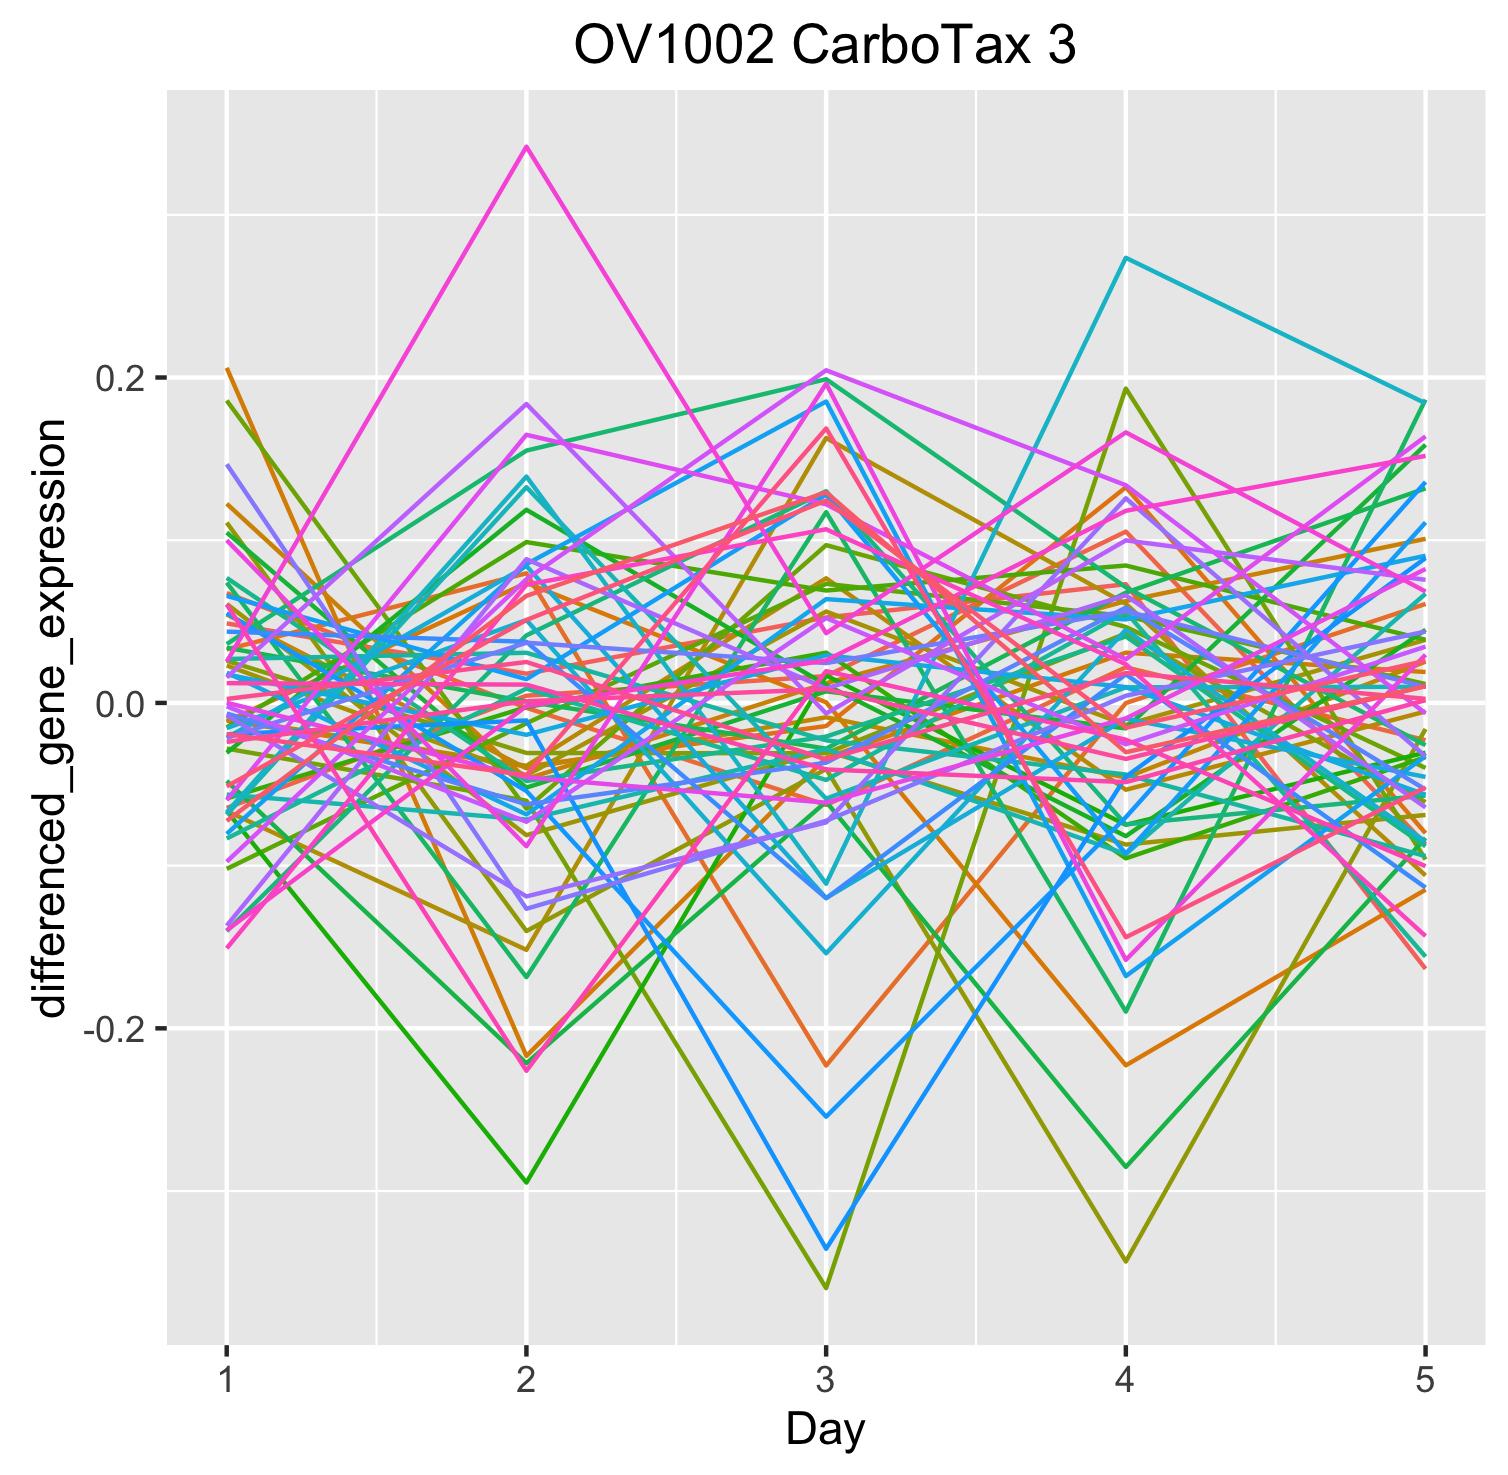 OV1002 CarboTax 3
differenced_gene_expression
0.2
0.0
-0.2
1 2 3 4 5
Day